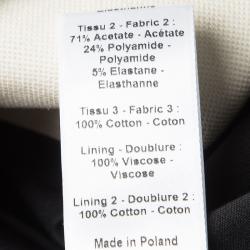 Elasthanne
Tissu 2 - Fabric 2 :
71% Acetate - Acétate
24% Polyamide -
Polyamide
5% Elastane -
Elasthanne
Tissu 3 - Fabric 3 :
100% Cotton - Coton
Lining - Doublure :
100% Viscose -
Viscose
Lining 2 - Doublure 2 :
100% Cotton - Coton
Made in Poland